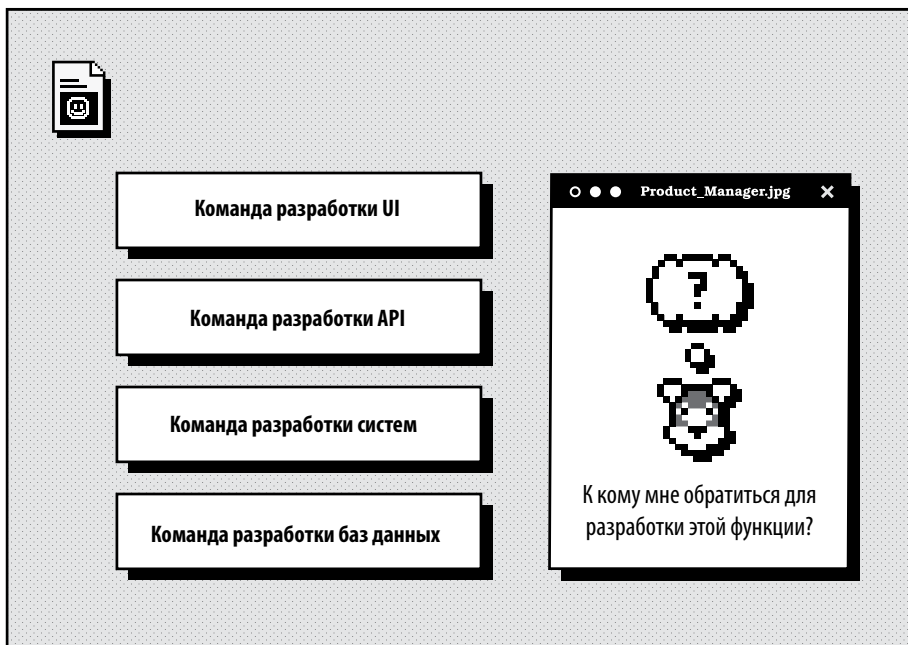 Команда разработки UI
Команда разработки API
Команда разработки систем
Команда разработки баз данных
Product_Manager.jpg
?
К кому мне обратиться для
разработки этой функции?